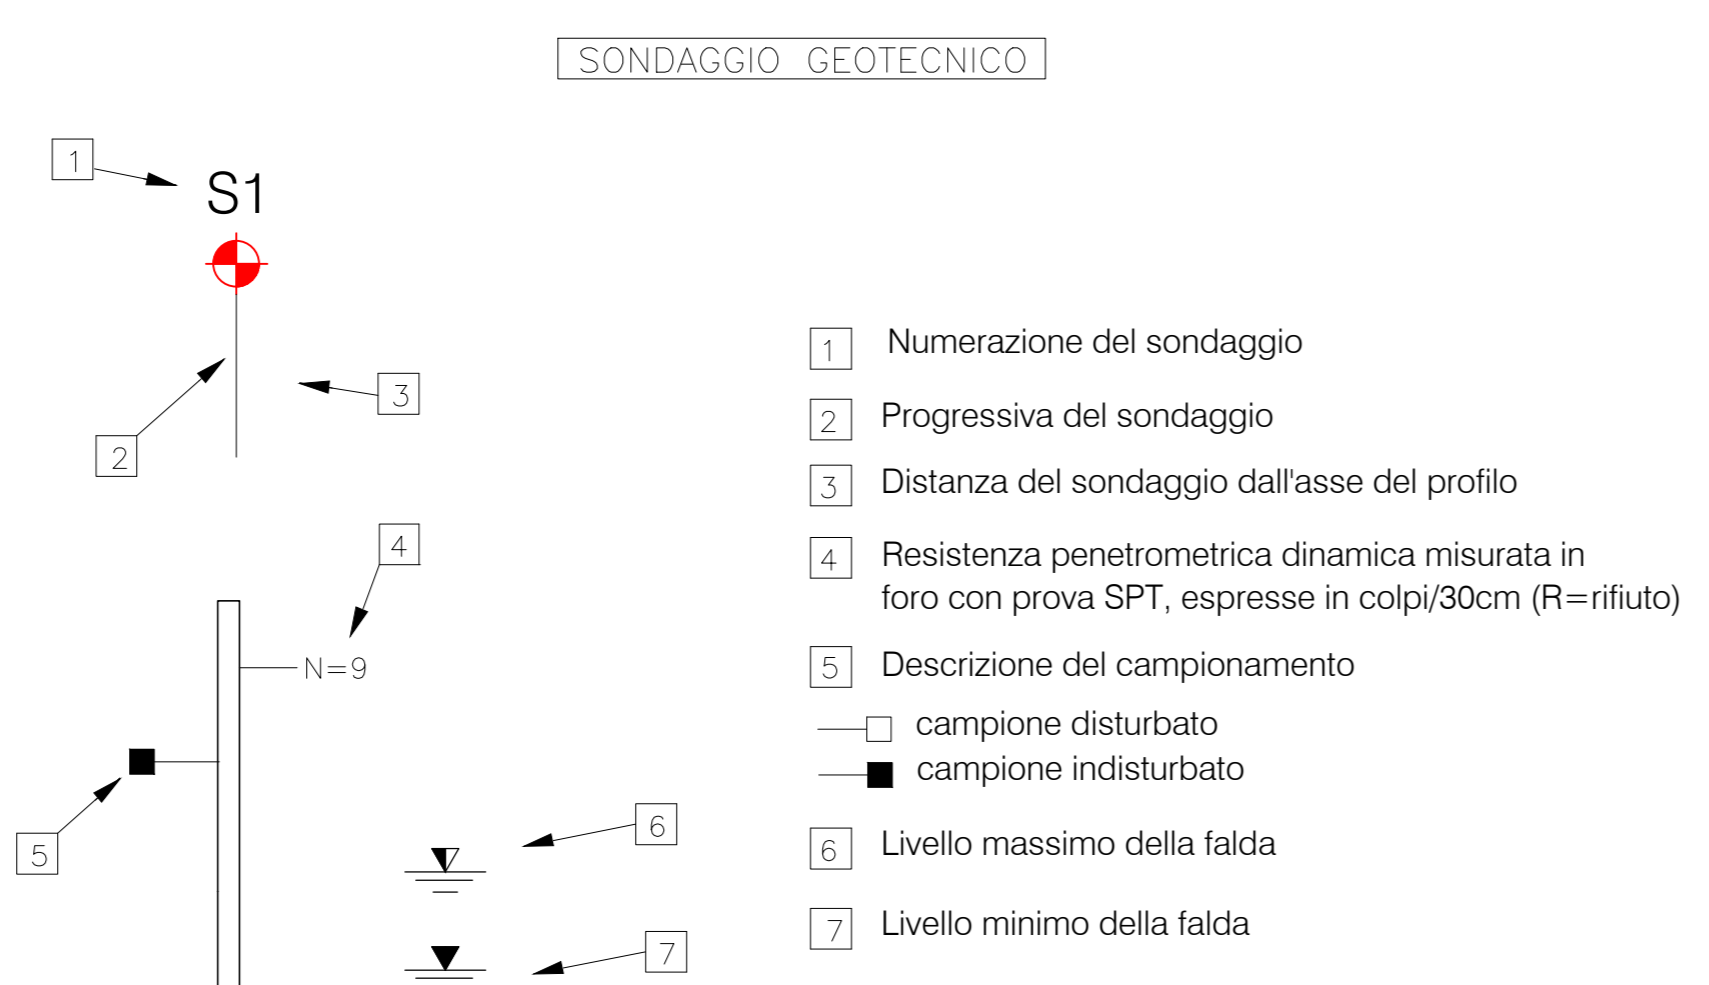 SONDAGGIO GEOTECNICO
1
S1
3
2
4
N=9
5
6
7
1 Numerazione del sondaggio
2 Progressiva del sondaggio
3 Distanza del sondaggio dall'asse del profilo
4 Resistenza penetrometrica dinamica misurata in
foro con prova SPT, espresse in colpi/30cm (R=rifiuto)
5 Descrizione del campionamento
campione disturbato
campione indisturbato
6 Livello massimo della falda
7 Livello minimo della falda